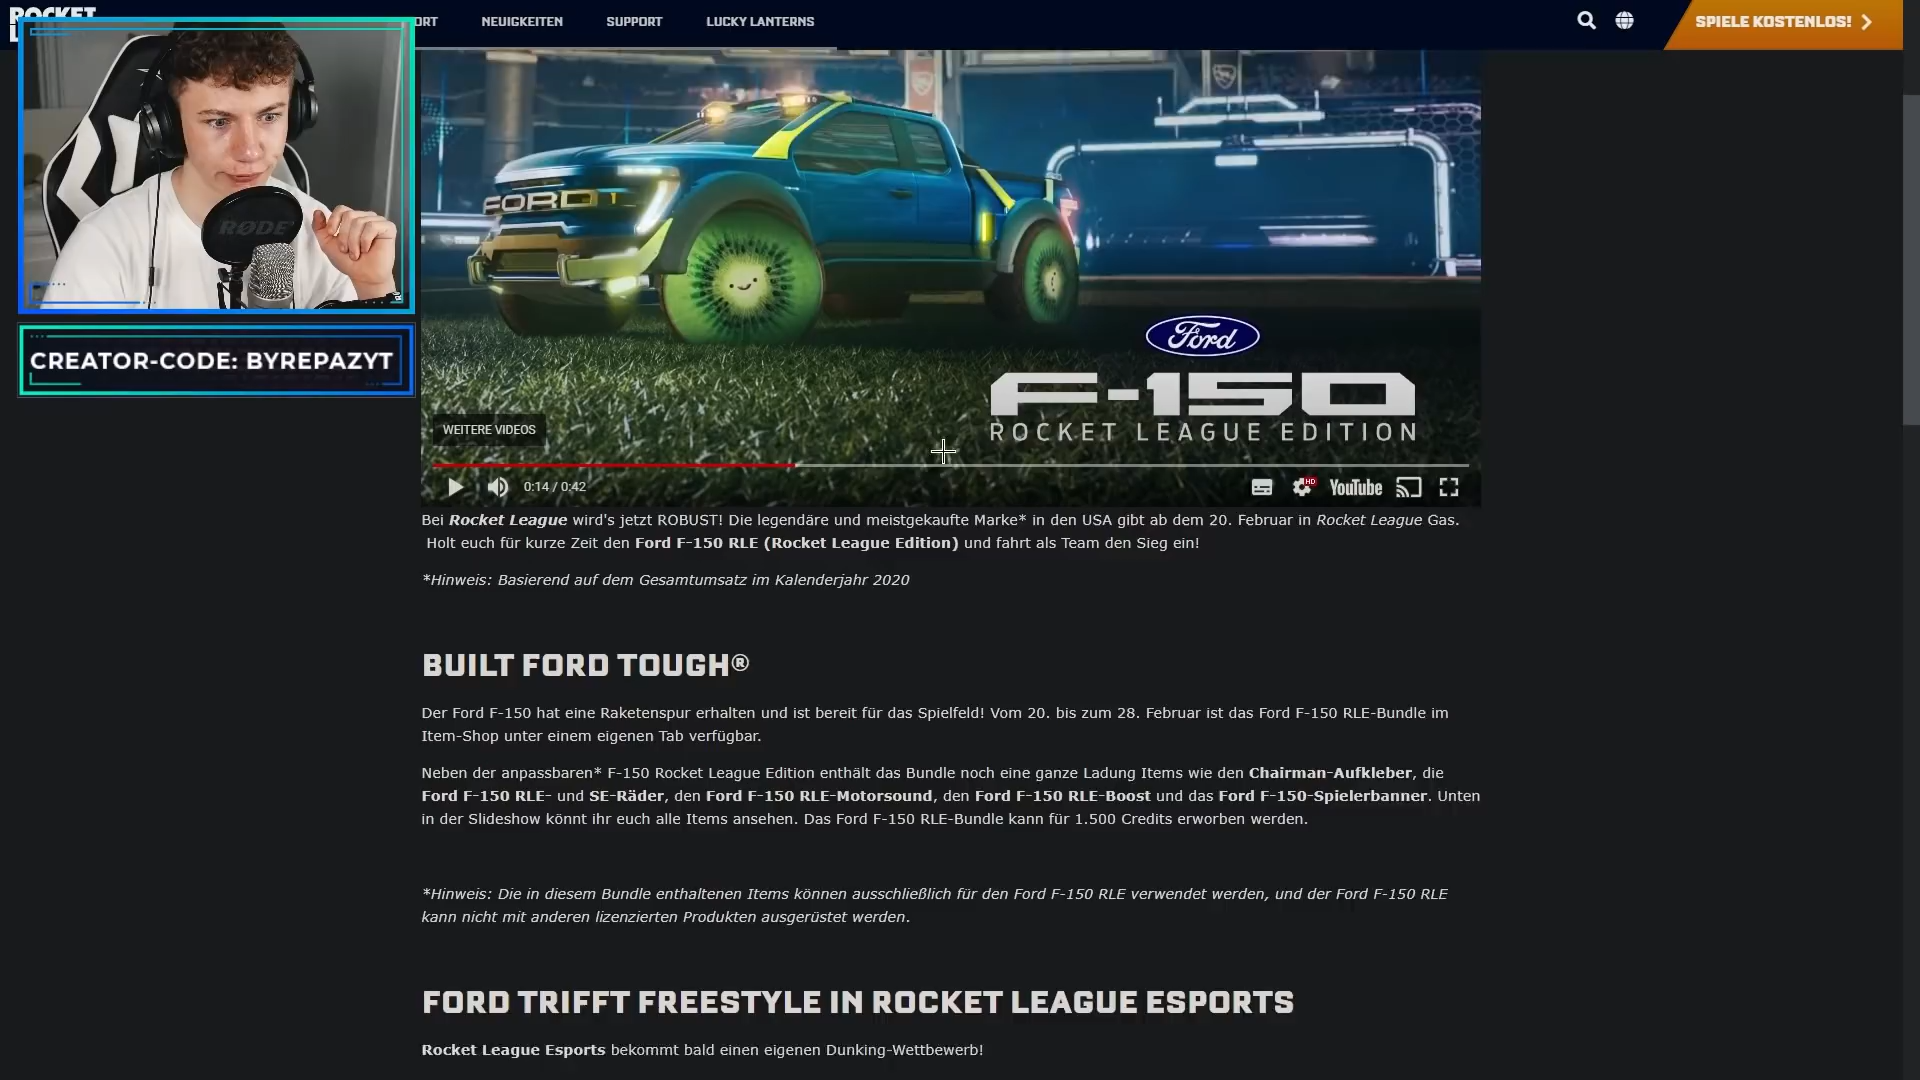 ROCKET
ORT
NEUIGKEITEN
SUPPORT
LUCKY LANTERNS
SPIELE KOSTENLOS!
RØDE
CREATOR-CODE: BYREPAZYT
FORD
Ford
F-150
ROCKET LEAGUE EDITION
WEITERE VIDEOS
0:14 / 0:42
HD
YouTube
Bei Rocket League wird's jetzt ROBUST! Die legendäre und meistgekaufte Marke* in den USA gibt ab dem 20. Februar in Rocket League Gas.
Holt euch für kurze Zeit den Ford F-150 RLE (Rocket League Edition) und fahrt als Team den Sieg ein!
*Hinweis: Basierend auf dem Gesamtumsatz im Kalenderjahr 2020
BUILT FORD TOUGH®
Der Ford F-150 hat eine Raketenspur erhalten und ist bereit für das Spielfeld! Vom 20. bis zum 28. Februar ist das Ford F-150 RLE-Bundle im
Item-Shop unter einem eigenen Tab verfügbar.
Neben der anpassbaren* F-150 Rocket League Edition enthält das Bundle noch eine ganze Ladung Items wie den Chairman-Aufkleber, die
Ford F-150 RLE- und SE-Räder, den Ford F-150 RLE-Motorsound, den Ford F-150 RLE-Boost und das Ford F-150-Spielerbanner. Unten
in der Slideshow könnt ihr euch alle Items ansehen. Das Ford F-150 RLE-Bundle kann für 1.500 Credits erworben werden.
*Hinweis: Die in diesem Bundle enthaltenen Items können ausschließlich für den Ford F-150 RLE verwendet werden, und der Ford F-150 RLE
kann nicht mit anderen lizenzierten Produkten ausgerüstet werden.
FORD TRIFFT FREESTYLE IN ROCKET LEAGUE ESPORTS
Rocket League Esports bekommt bald einen eigenen Dunking-Wettbewerb!